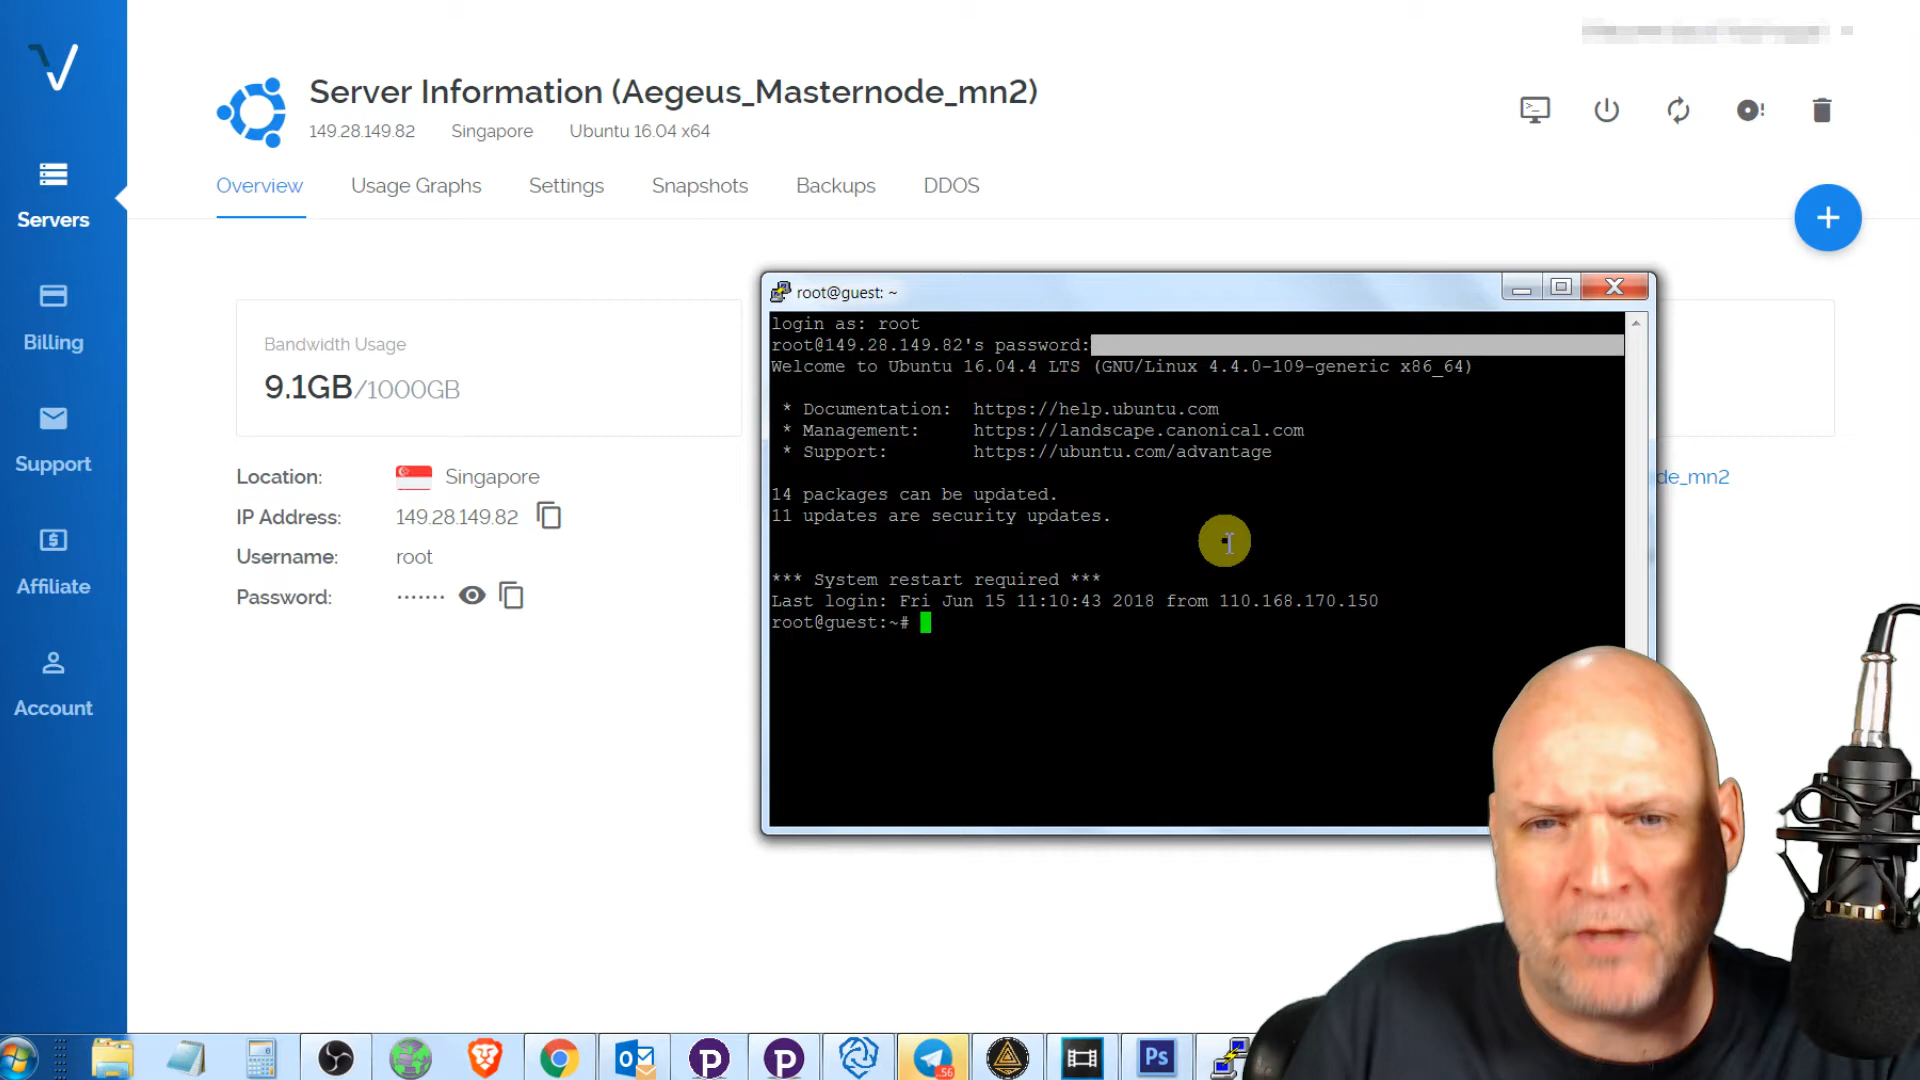 Server Information (Aegeus_Masternode_mn2)
149.28.149.82 Singapore Ubuntu 16.04 x64
Servers
Billing
Support
Affiliate
Account
Overview Usage Graphs Settings Snapshots Backups DDOS
Bandwidth Usage
9.1GB/1000GB
Location: Singapore
IP Address: 149.28.149.82
Username: root
Password: ·······
de_mn2
root@guest: ~
login as: root
root@149.28.149.82's password:
Welcome to Ubuntu 16.04.4 LTS (GNU/Linux 4.4.0-109-generic x86_64)
* Documentation: https://help.ubuntu.com
* Management: https://landscape.canonical.com
* Support: https://ubuntu.com/advantage
14 packages can be updated.
11 updates are security updates.
*** System restart required ***
Last login: Fri Jun 15 11:10:43 2018 from 110.168.170.150
root@guest:~#
56
Ps